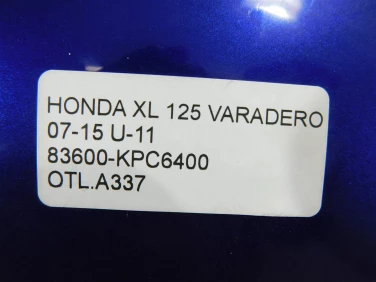 HONDA XL 125 VARADERO
07-15 U-11
83600-KPC6400
OTL.A337